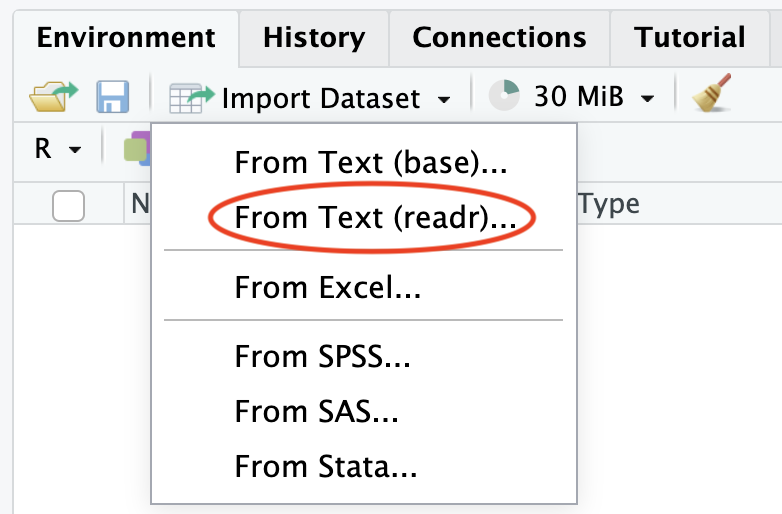 Environment History Connections Tutorial
Import Dataset 30 MiB
R
From Text (base)...
From Text (readr)...
Type
From Excel...
From SPSS...
From SAS...
From Stata...